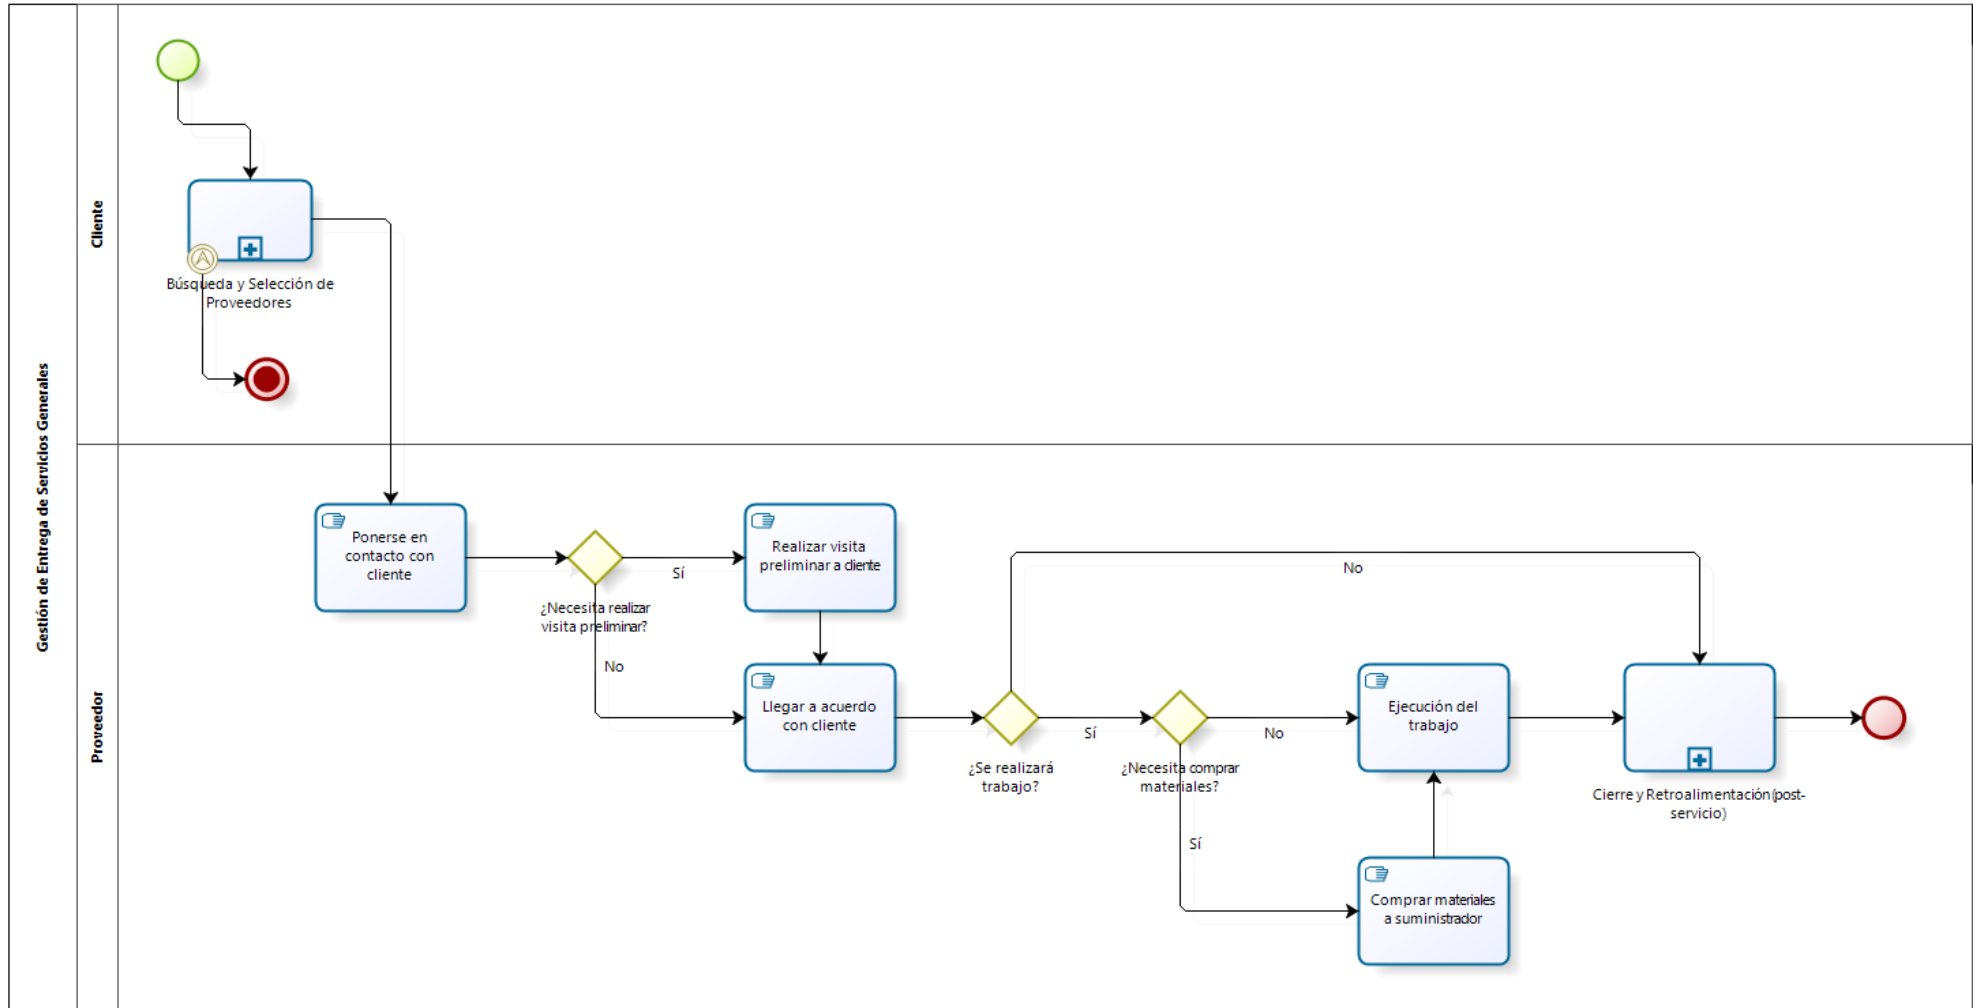 Gestión de Entrega de Servicios Generales
Cliente
Búsqueda y Selección de
Proveedores
Proveedor
Ponerse en
contacto con
cliente
¿Necesita realizar
visita preliminar?
Sí
No
Realizar visita
preliminar a cliente
Llegar a acuerdo
con cliente
¿Se realizará
trabajo?
No
Sí
¿Necesita comprar
materiales?
No
Sí
Ejecución del
trabajo
Comprar materiales
a suministrador
Cierre y Retroalimentación (post-
servicio)